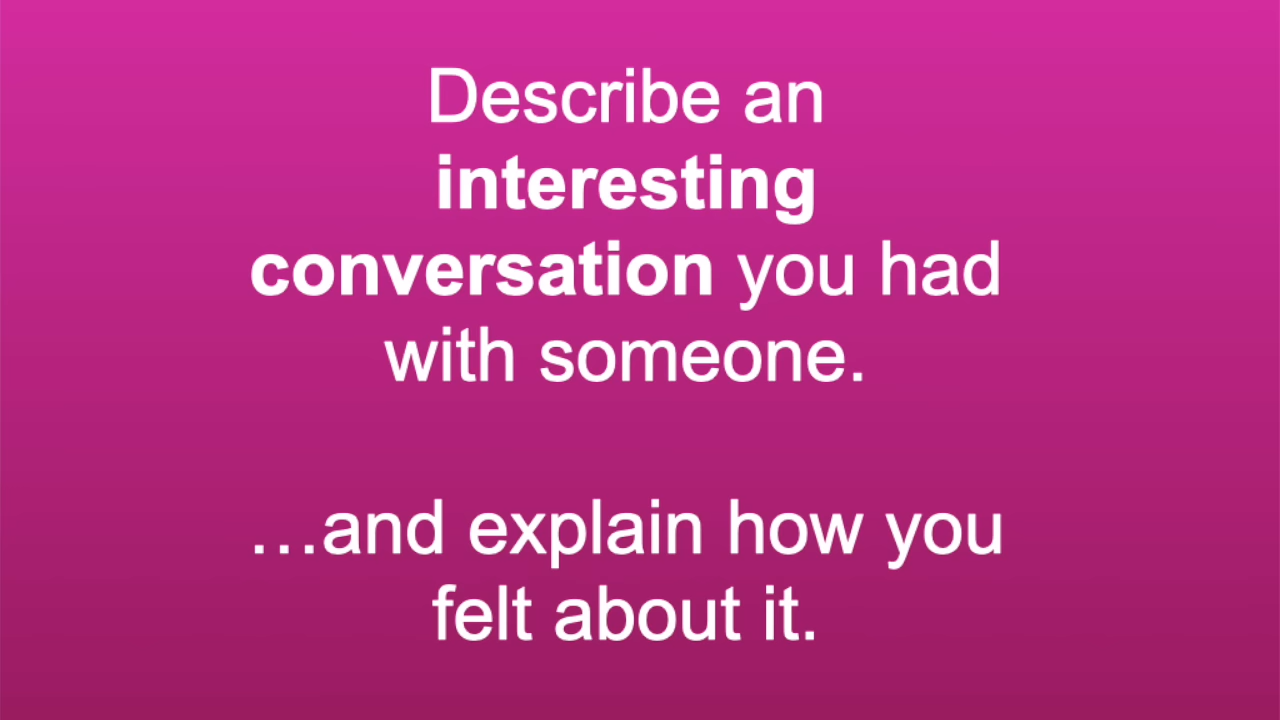 Describe an
interesting
conversation you had
with someone.
…and explain how you
felt about it.